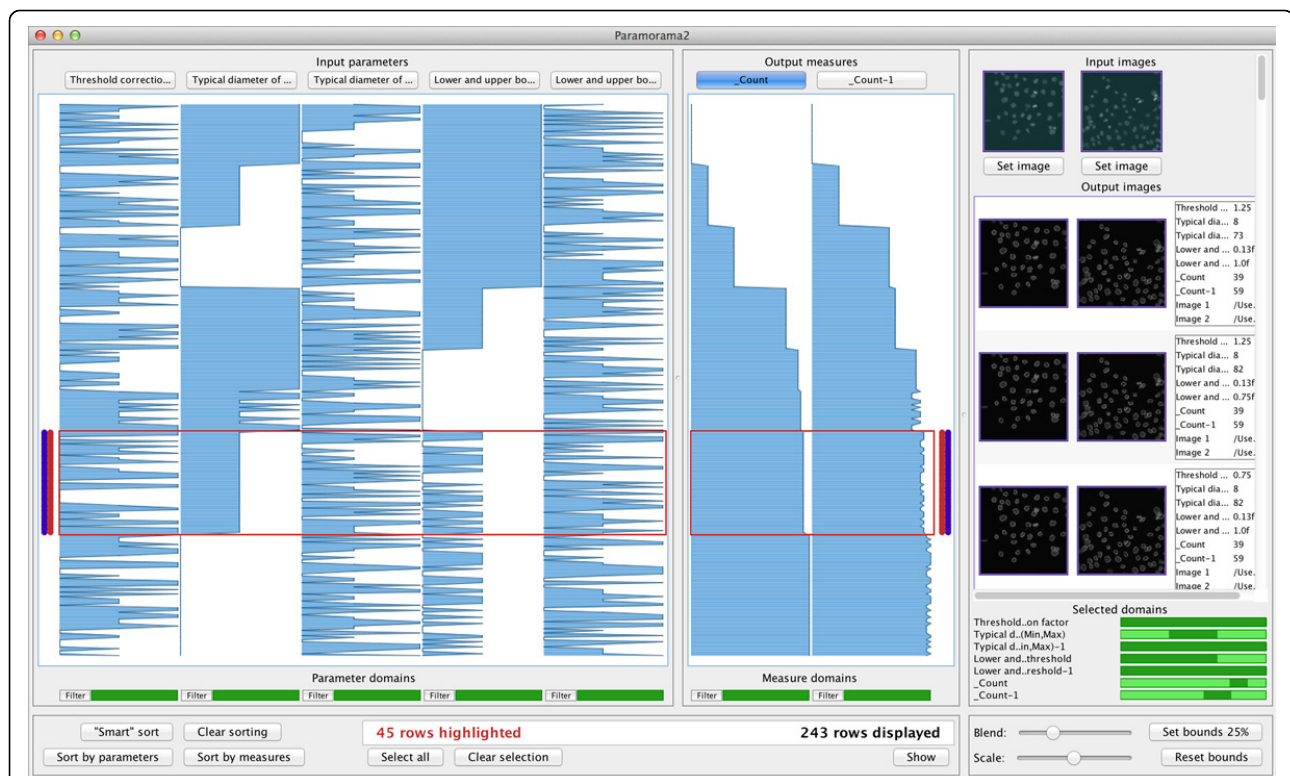 Paramorama2
Input parameters
Threshold correctio... Typical diameter of ... Typical diameter of ... Lower and upper bo... Lower and upper bo...
Output measures
_Count _Count-1
Input images
Set image Set image
Output images
Threshold ... 1.25
Typical dia... 8
Typical dia... 73
Lower and ... 0.13f
Lower and ... 1.0f
_Count 39
_Count-1 59
Image 1 /Use.
Image 2 /Use.
Threshold ... 1.25
Typical dia... 8
Typical dia... 82
Lower and ... 0.13f
Lower and ... 0.75f
_Count 39
_Count-1 59
Image 1 /Use.
Image 2 /Use.
Threshold ... 0.75
Typical dia... 8
Typical dia... 82
Lower and ... 0.13f
Lower and ... 1.0f
_Count 39
_Count-1 59
Image 1 /Use.
Image 2 /Use.
Selected domains
Threshold..on factor
Typical d..(Min,Max)
Typical d..in,Max)-1
Lower and..threshold
Lower and..reshold-1
_Count
_Count-1
Parameter domains
Filter Filter Filter Filter Filter
Measure domains
Filter Filter
"Smart" sort Clear sorting
Sort by parameters Sort by measures
45 rows highlighted 243 rows displayed
Select all Clear selection Show
Blend: Set bounds 25%
Scale: Reset bounds